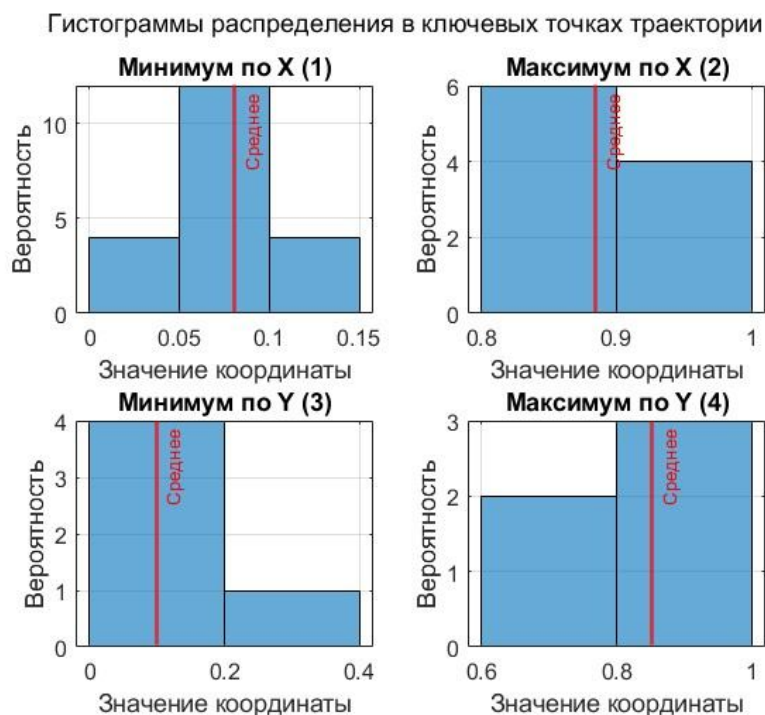 Гистограммы распределения в ключевых точках траектории
Минимум по X (1)
Вероятность
10
5
0
Среднее
0
0.05
0.1
0.15
Значение координаты
Максимум по X (2)
Вероятность
6
4
2
0
Среднее
0.8
0.9
1
Значение координаты
Минимум по Y (3)
Вероятность
4
3
2
1
0
Среднее
0
0.2
0.4
Значение координаты
Максимум по Y (4)
Вероятность
3
2
1
0
Среднее
0.6
0.8
1
Значение координаты